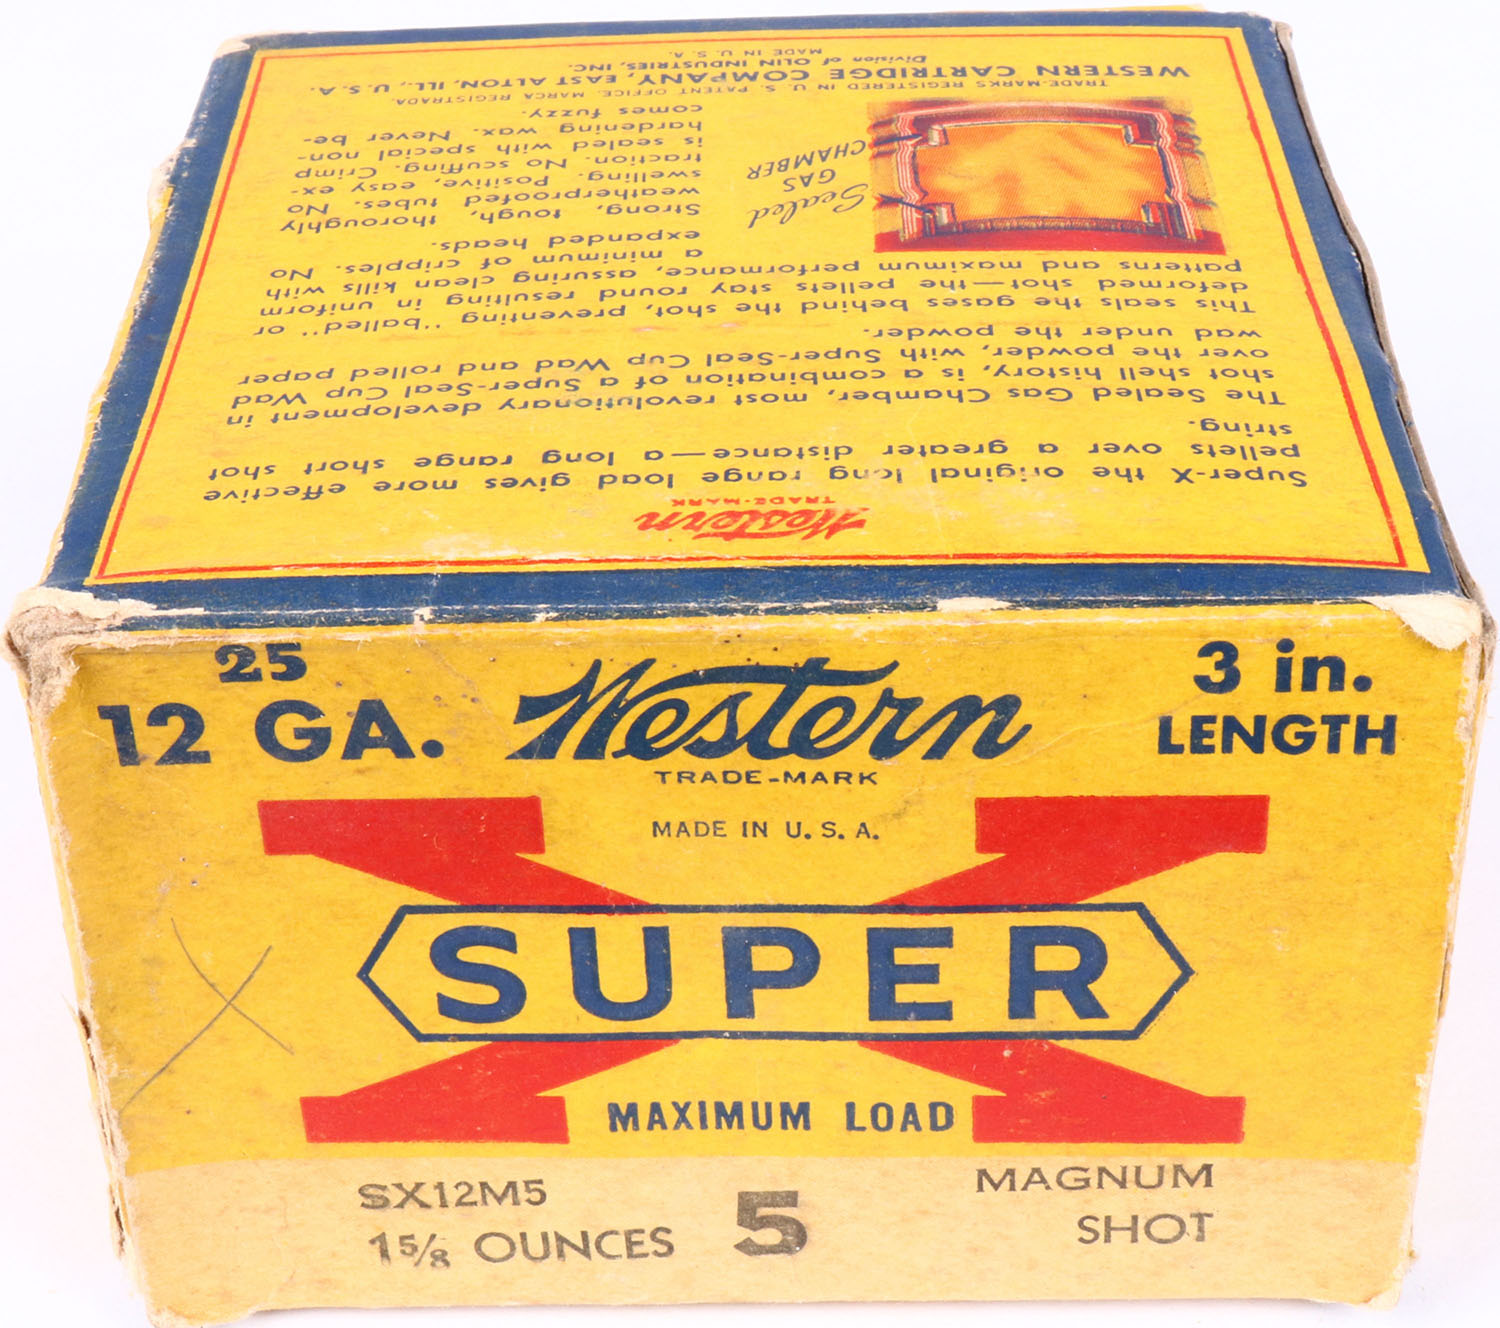 Western
TRADE-MARK
Super-X the original long range load gives more effective
pellets over a greater distance—a long range short shot
string.
The Sealed Gas Chamber, most revolutionary development in
shot shell history, is a combination of a Super-Seal Cup Wad
over the powder, with Super-Seal Cup Wad and rolled paper
wad under the powder.
This seals the gases behind the shot, preventing "balled" or
deformed shot—the pellets stay round resulting in uniform
patterns and maximum performance, assuring clean kills with
a minimum of cripples. No
expanded heads.
Strong, tough, thoroughly
weatherproofed tubes. No
swelling. Positive, easy ex-
traction. No scuffing. Crimp
is sealed with special non-
hardening wax. Never be-
comes fuzzy.
Sealed
GAS
CHAMBER
TRADE-MARKS REGISTERED IN U. S. PATENT OFFICE. MARCA REGISTRADA.
WESTERN CARTRIDGE COMPANY, EAST ALTON, ILL., U. S. A.
Division of OLIN INDUSTRIES, INC.
MADE IN U. S. A.
25
12 GA.
Western
TRADE-MARK
MADE IN U. S. A.
3 in.
LENGTH
X
SUPER
MAXIMUM LOAD
SX12M5
1 5/8 OUNCES
5
MAGNUM
SHOT